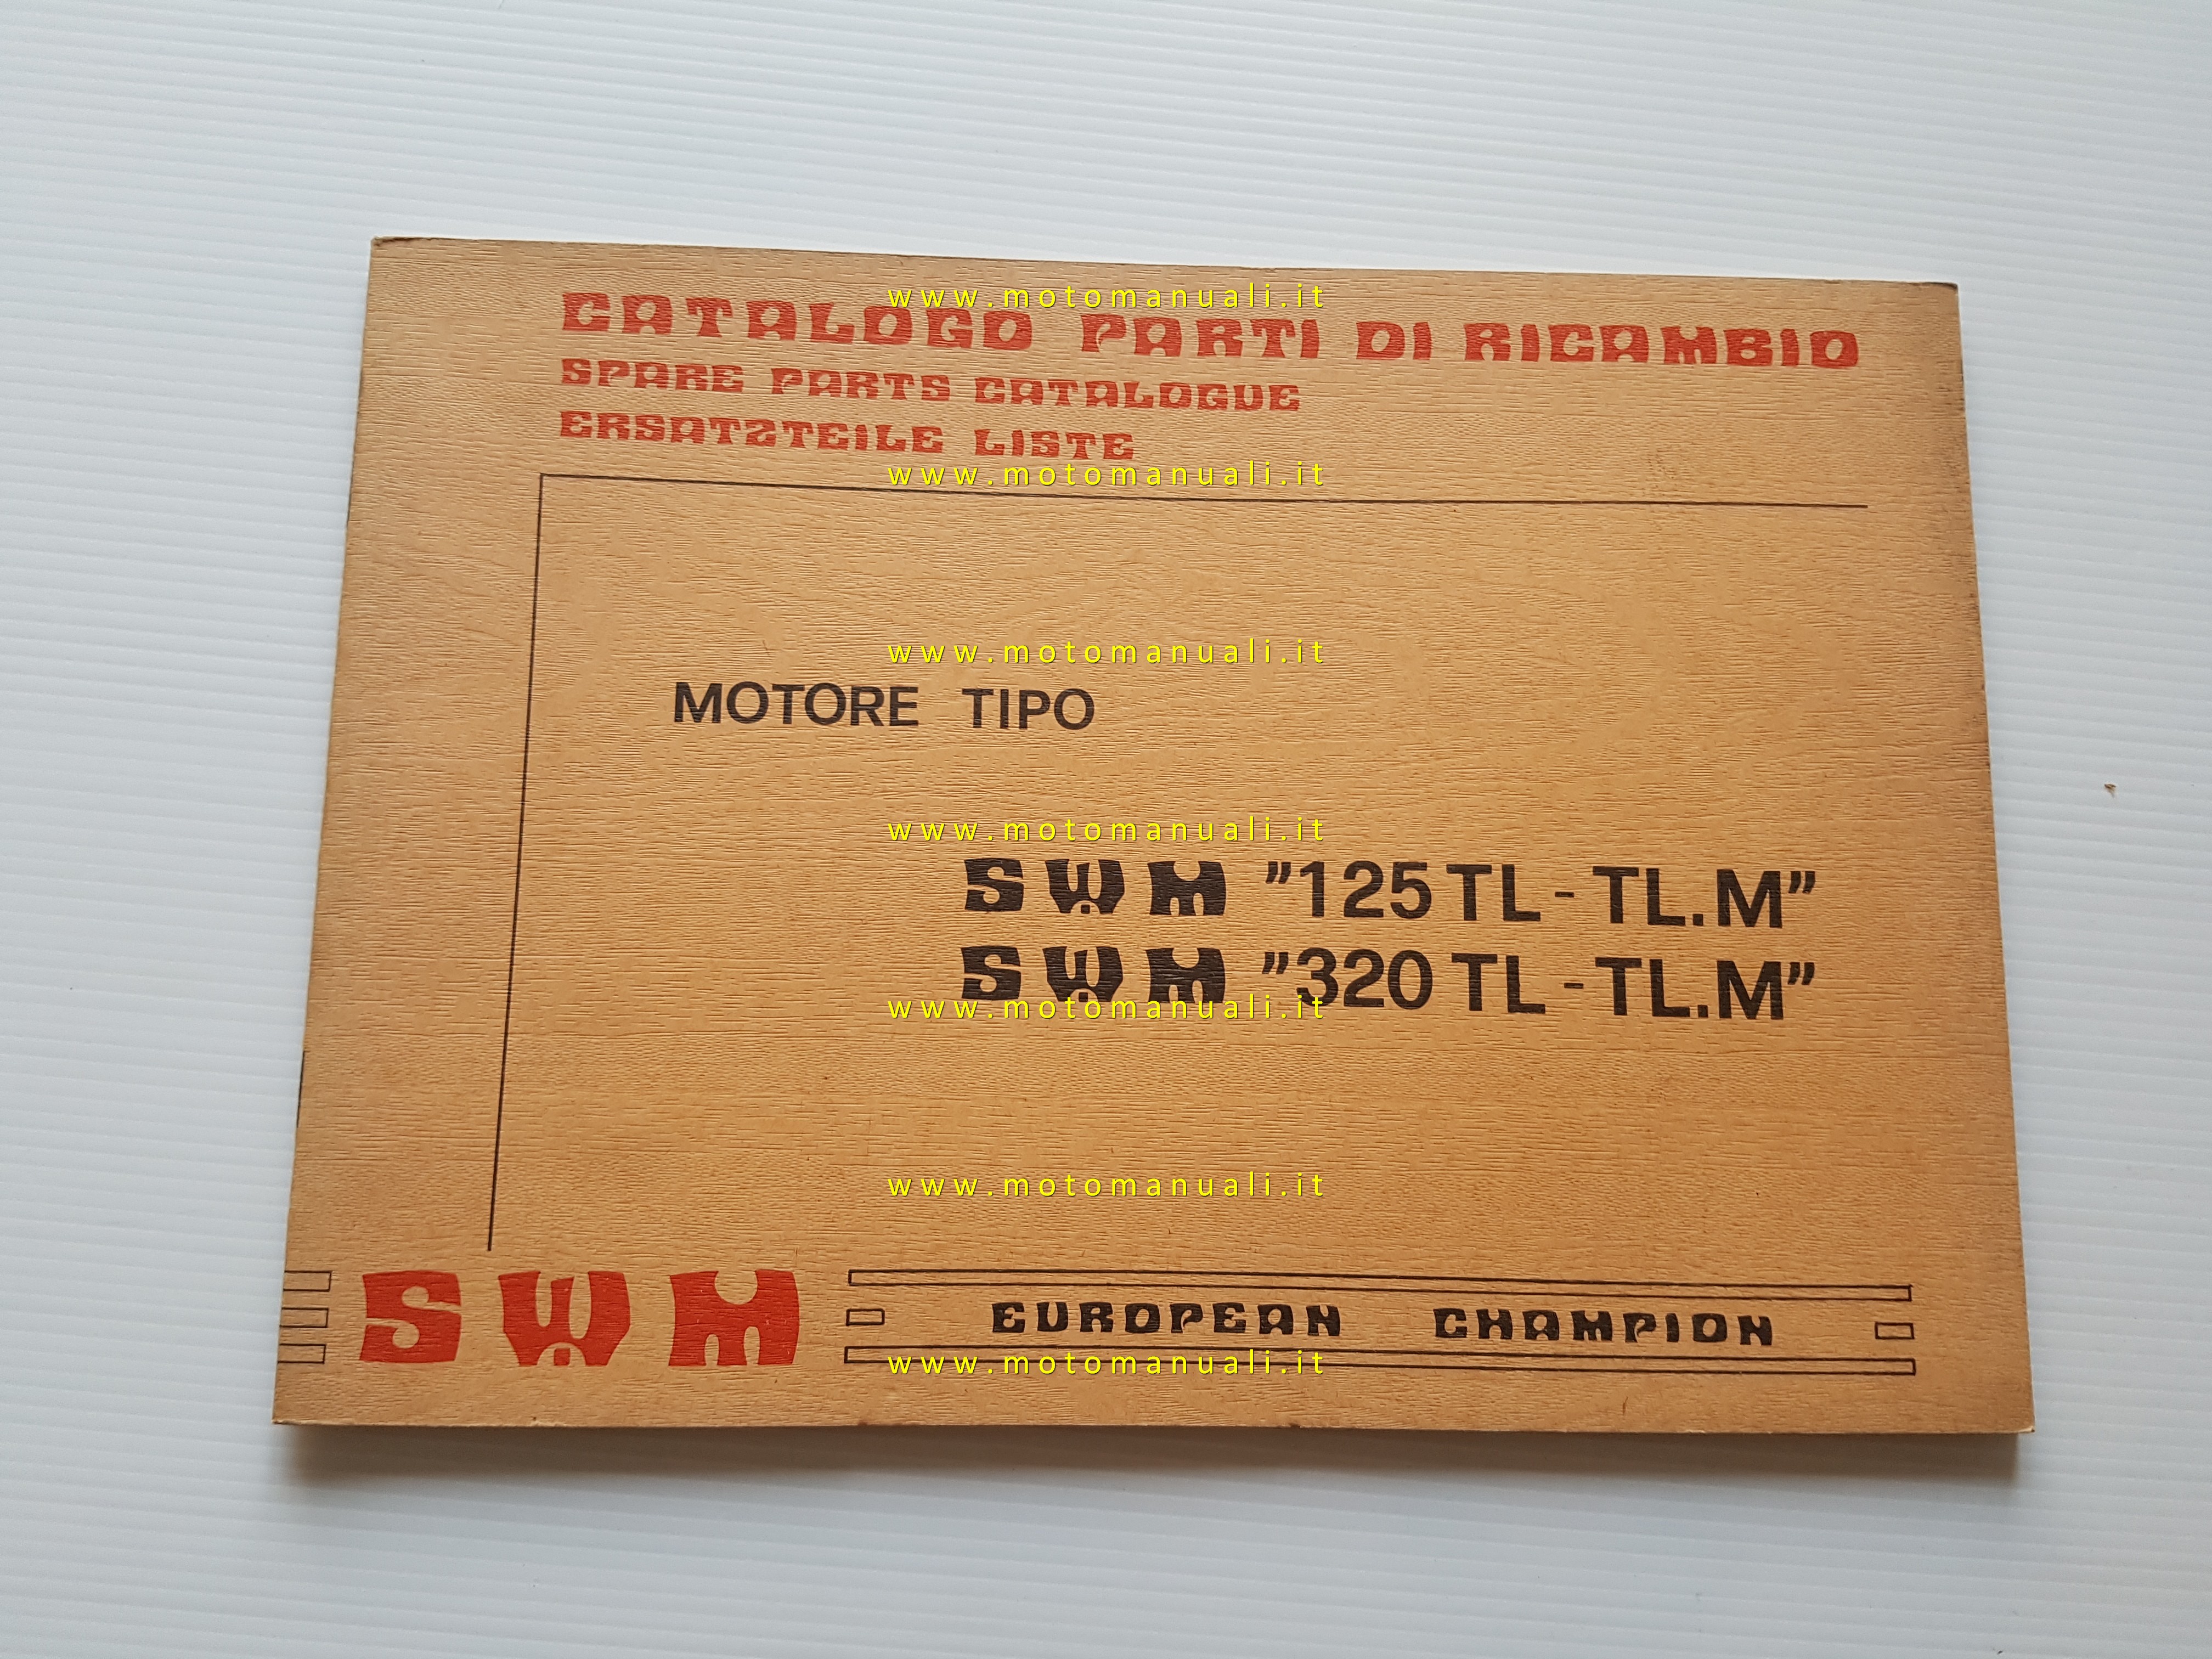 www.motomanuali.it
CATALOGO PARTI DI RICAMBIO
SPARE PARTS CATALOGUE
ERSATZTEILE LISTE
www.motomanuali.it
www.motomanuali.it
MOTORE TIPO
www.motomanuali.it
SWM "125 TL - TL.M"
SWM "320 TL - TL.M"
www.motomanuali.it
www.motomanuali.it
SWM EUROPEAN CHAMPION
www.motomanuali.it